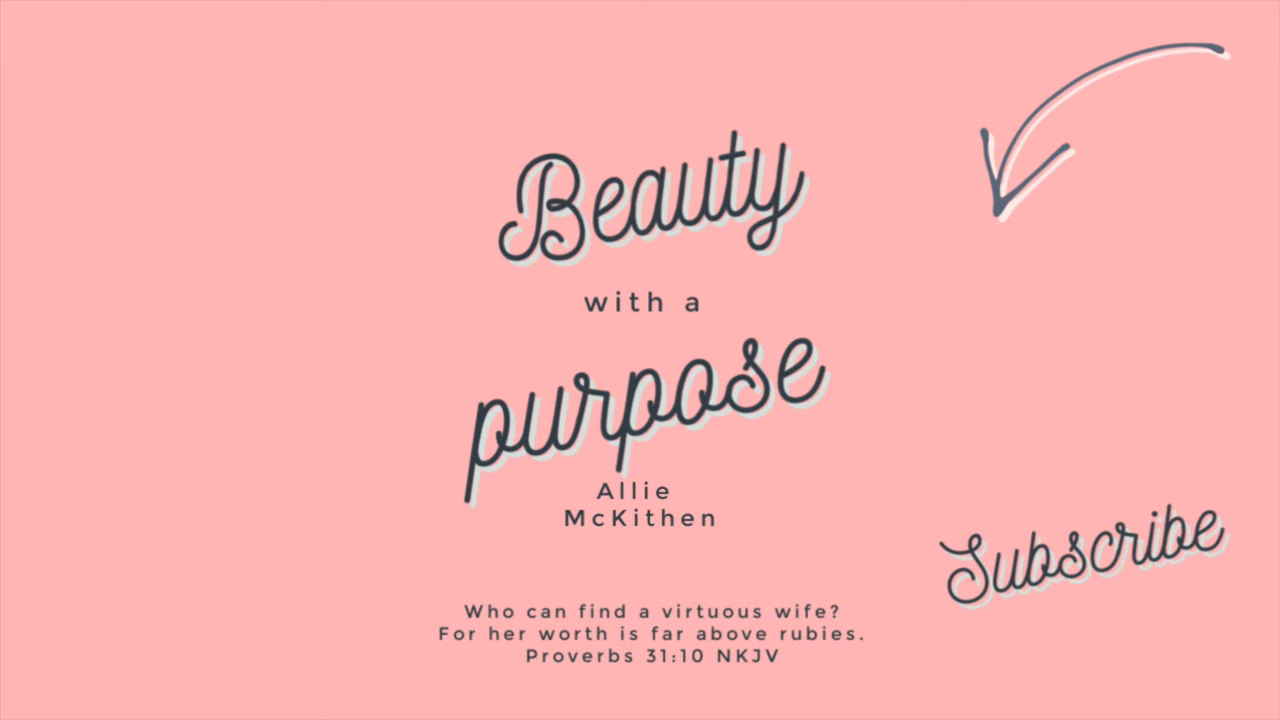 Beauty
with a
purpose
Allie
McKithen
Subscribe
Who can find a virtuous wife?
For her worth is far above rubies.
Proverbs 31:10 NKJV